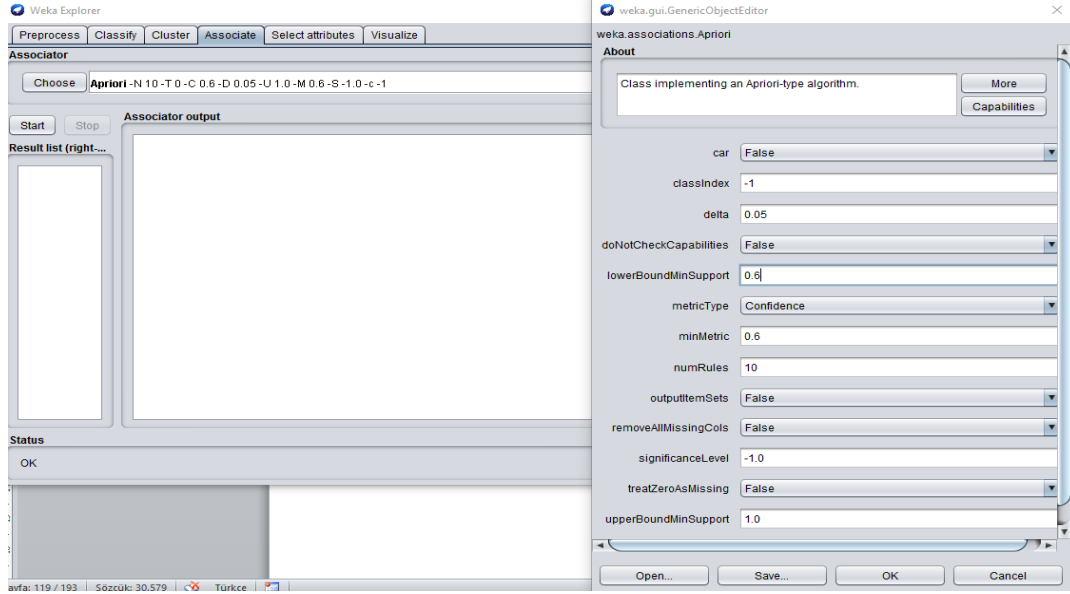 Weka Explorer
Preprocess Classify Cluster Associate Select attributes Visualize
Associator
Choose Apriori -N 10 -T 0 -C 0.6 -D 0.05 -U 1.0 -M 0.6 -S -1.0 -c -1
Start Stop
Associator output
Result list (right-...
Status
OK
ayfa: 119 / 193 Sözcük: 30.579 Türkçe
weka.gui.GenericObjectEditor
weka.associations.Apriori
About
Class implementing an Apriori-type algorithm.
More
Capabilities
car False
classIndex -1
delta 0.05
doNotCheckCapabilities False
lowerBoundMinSupport 0.6
metricType Confidence
minMetric 0.6
numRules 10
outputItemSets False
removeAllMissingCols False
significanceLevel -1.0
treatZeroAsMissing False
upperBoundMinSupport 1.0
Open... Save... OK Cancel